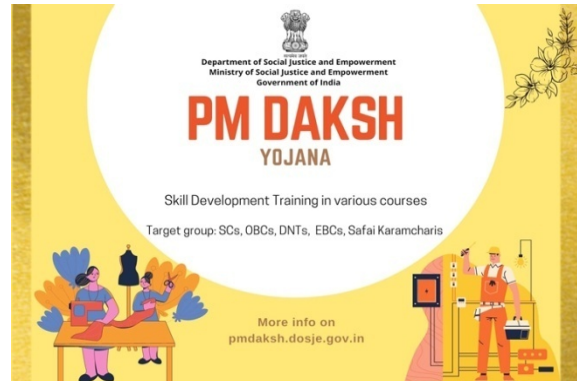 Department of Social Justice and Empowerment
Ministry of Social Justice and Empowerment
Government of India
PM DAKSH
YOJANA
Skill Development Training in various courses
Target group: SCs, OBCs, DNTs, EBCs, Safai Karamcharis
More info on
pmdaksh.dosje.gov.in